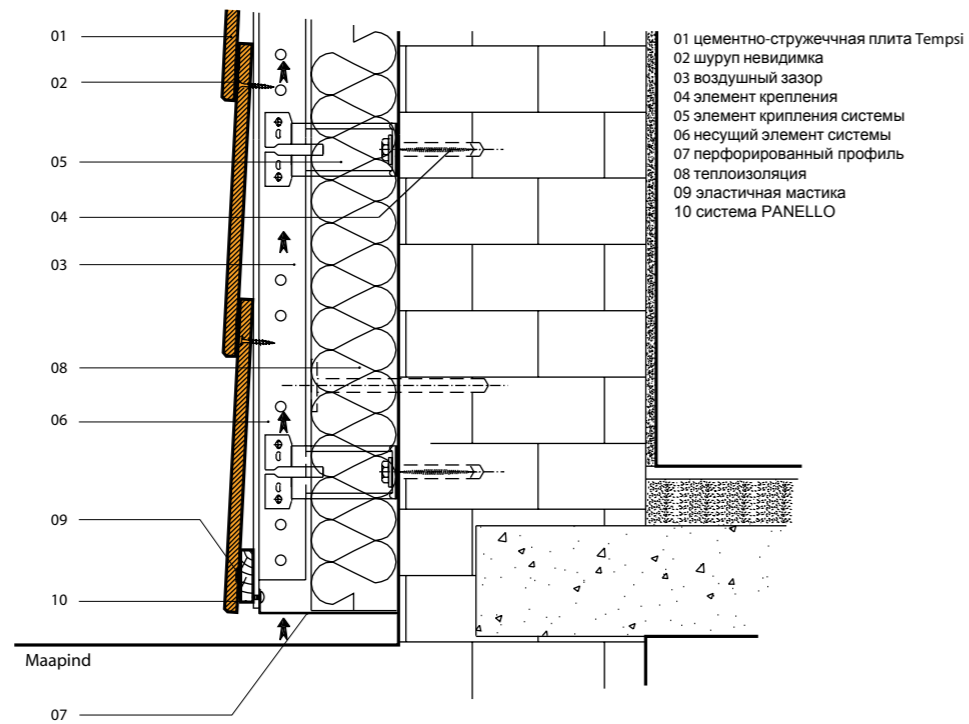 01
02
05
04
03
08
06
09
10
Maapind
07
01 цементно-стружеччная плита Tempsi
02 шуруп невидимка
03 воздушный зазор
04 элемент крепления
05 элемент крипления системы
06 несущий элемент системы
07 перфорированный профиль
08 теплоизоляция
09 эластичная мастика
10 система PANELLO